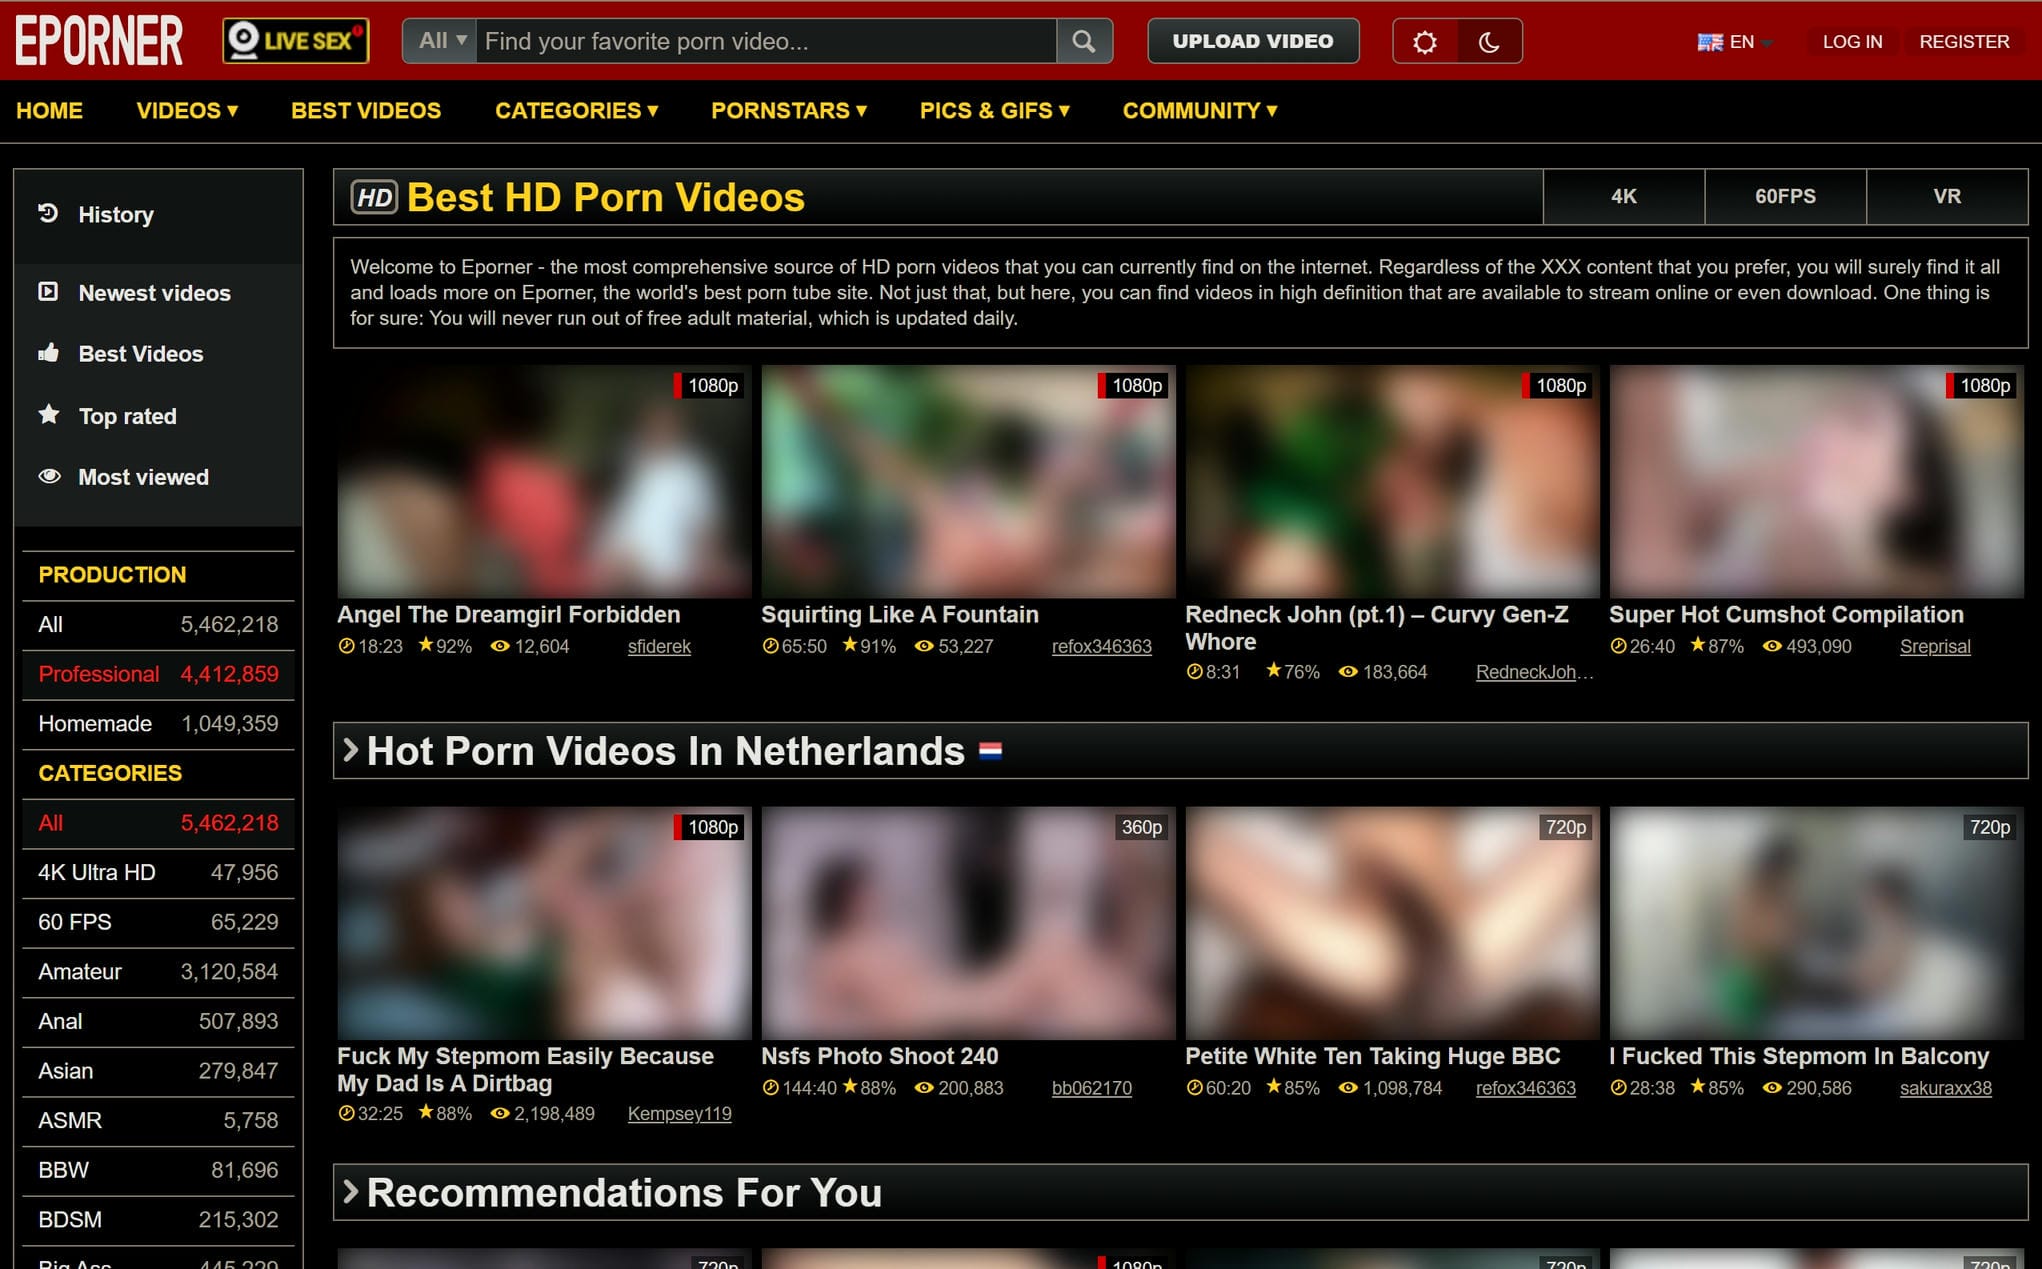 EPORNER
LIVE SEX
All ▼ Find your favorite porn video...
UPLOAD VIDEO
EN
LOG IN
REGISTER
HOME
VIDEOS ▼
BEST VIDEOS
CATEGORIES ▼
PORNSTARS ▼
PICS & GIFS ▼
COMMUNITY ▼
History
Newest videos
Best Videos
Top rated
Most viewed
PRODUCTION
All 5,462,218
Professional 4,412,859
Homemade 1,049,359
CATEGORIES
All 5,462,218
4K Ultra HD 47,956
60 FPS 65,229
Amateur 3,120,584
Anal 507,893
Asian 279,847
ASMR 5,758
BBW 81,696
BDSM 215,302
Big Ass 445,229
HD Best HD Porn Videos
4K
60FPS
VR
Welcome to Eporner - the most comprehensive source of HD porn videos that you can currently find on the internet. Regardless of the XXX content that you prefer, you will surely find it all
and loads more on Eporner, the world's best porn tube site. Not just that, but here, you can find videos in high definition that are available to stream online or even download. One thing is
for sure: You will never run out of free adult material, which is updated daily.
1080p
Angel The Dreamgirl Forbidden
18:23 92% 12,604 sfiderek
1080p
Squirting Like A Fountain
65:50 91% 53,227 refox346363
1080p
Redneck John (pt.1) – Curvy Gen-Z
Whore
8:31 76% 183,664 RedneckJoh...
1080p
Super Hot Cumshot Compilation
26:40 87% 493,090 Sreprisal
Hot Porn Videos In Netherlands
1080p
Fuck My Stepmom Easily Because
My Dad Is A Dirtbag
32:25 88% 2,198,489 Kempsey119
360p
Nsfs Photo Shoot 240
144:40 88% 200,883 bb062170
720p
Petite White Ten Taking Huge BBC
60:20 85% 1,098,784 refox346363
720p
I Fucked This Stepmom In Balcony
28:38 85% 290,586 sakuraxx38
Recommendations For You
720p
1080p
720p
720p